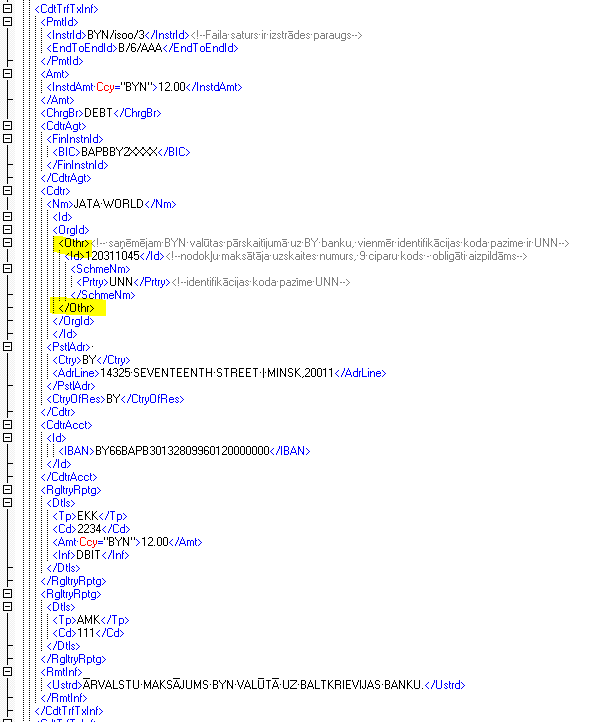 <CdtTrfTxInf>
<PmtId>
<InstrId>BYN/isoo/3</InstrId><!--Faila saturs ir izstrādes paraugs-->
<EndToEndId>B/6/AAA</EndToEndId>
</PmtId>
<Amt>
<InstdAmt Ccy="BYN">12.00</InstdAmt>
</Amt>
<ChrgBr>DEBT</ChrgBr>
<CdtrAgt>
<FinInstnId>
<BIC>BAPBBYZXXXX</BIC>
</FinInstnId>
</CdtrAgt>
<Cdtr>
<Nm>JATA WORLD</Nm>
<Id>
<OrgId>
<Othr><!-- saņēmējam BYN valūtas pārskaitījumā uz BY banku, vienmēr identifikācijas koda pazīme ir UNN-->
<Id>120311045</Id><!--nodokļu maksātāja uzskaites numurs, 9 ciparu kods - obligāti aizpildāms-->
<SchmeNm>
<Prtry>UNN</Prtry><!--identifikācijas koda pazīme UNN-->
</SchmeNm>
</Othr>
</OrgId>
</Id>
<PstlAdr>
<Ctry>BY</Ctry>
<AdrLine>14325 SEVENTEENTH STREET | MINSK,20011</AdrLine>
</PstlAdr>
<CtryOfRes>BY</CtryOfRes>
</Cdtr>
<CdtrAcct>
<Id>
<IBAN>BY66BAPB30132809960120000000</IBAN>
</Id>
</CdtrAcct>
<RgltryRptg>
<Dtls>
<Tp>EKK</Tp>
<Cd>2234</Cd>
<Amt Ccy="BYN">12.00</Amt>
<Inf>DBIT</Inf>
</Dtls>
</RgltryRptg>
<RgltryRptg>
<Dtls>
<Tp>AMK</Tp>
<Cd>111</Cd>
</Dtls>
</RgltryRptg>
<RmtInf>
<Ustrd>ĀRVALSTU MAKSĀJUMS BYN VALŪTĀ UZ BALTKRIEVIJAS BANKU.</Ustrd>
</RmtInf>
</CdtTrfTxInf>